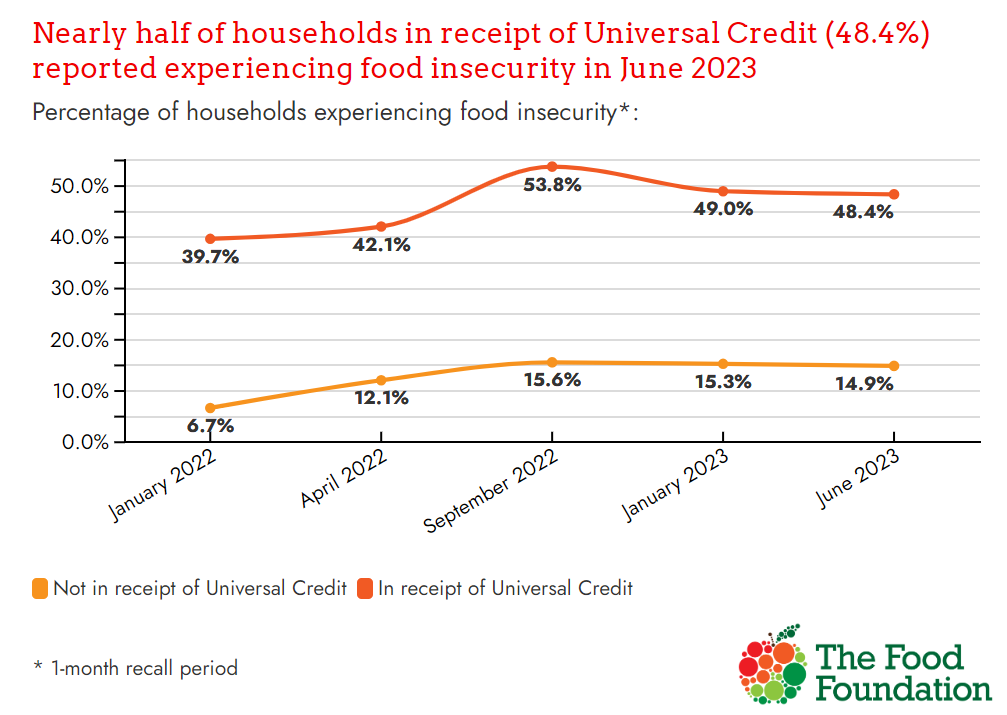 Nearly half of households in receipt of Universal Credit (48.4%)
reported experiencing food insecurity in June 2023
Percentage of households experiencing food insecurity*:
50.0%
40.0%
30.0%
20.0%
10.0%
0.0%
39.7%
42.1%
53.8%
49.0%
48.4%
6.7%
12.1%
15.6%
15.3%
14.9%
January 2022
April 2022
September 2022
January 2023
June 2023
Not in receipt of Universal Credit
In receipt of Universal Credit
* 1-month recall period
The Food
Foundation